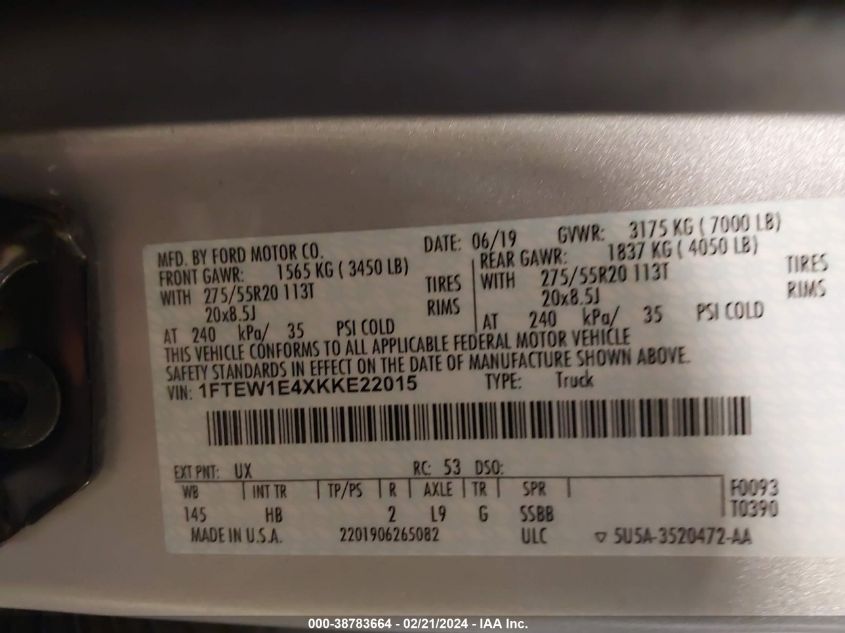 MFD. BY FORD MOTOR CO. DATE: 06/19 GVWR: 3175 KG ( 7000 LB)
FRONT GAWR: 1565 KG ( 3450 LB) REAR GAWR: 1837 KG ( 4050 LB)
WITH 275/55R20 113T TIRES WITH 275/55R20 113T TIRES
20x8.5J RIMS 20x8.5J RIMS
AT 240 kPa/ 35 PSI COLD AT 240 kPa/ 35 PSI COLD
THIS VEHICLE CONFORMS TO ALL APPLICABLE FEDERAL MOTOR VEHICLE
SAFETY STANDARDS IN EFFECT ON THE DATE OF MANUFACTURE SHOWN ABOVE.
VIN: 1FTEW1E4XKKE22015 TYPE: Truck
EXT PNT: UX RC: 53 DSO:
WB INT TR TP/PS R AXLE TR SPR F0093
145 HB 2 L9 G SSBB T0390
MADE IN U.S.A. 2201906265082 ULC ▽ 5U5A-3520472-AA
000-38783664 - 02/21/2024 - IAA Inc.